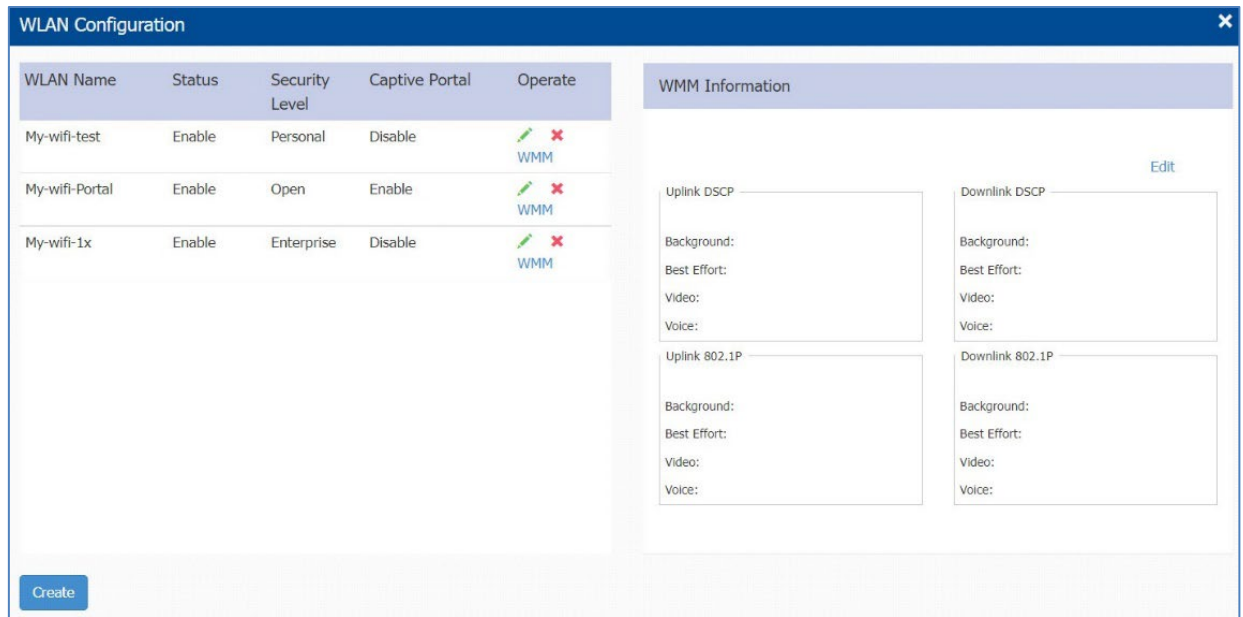 WLAN Configuration
WLAN Name Status Security Level Captive Portal Operate
My-wifi-test Enable Personal Disable
WMM
My-wifi-Portal Enable Open Enable
WMM
My-wifi-1x Enable Enterprise Disable
WMM
Create
WMM Information
Edit
Uplink DSCP
Background:
Best Effort:
Video:
Voice:
Downlink DSCP
Background:
Best Effort:
Video:
Voice:
Uplink 802.1P
Background:
Best Effort:
Video:
Voice:
Downlink 802.1P
Background:
Best Effort:
Video:
Voice: